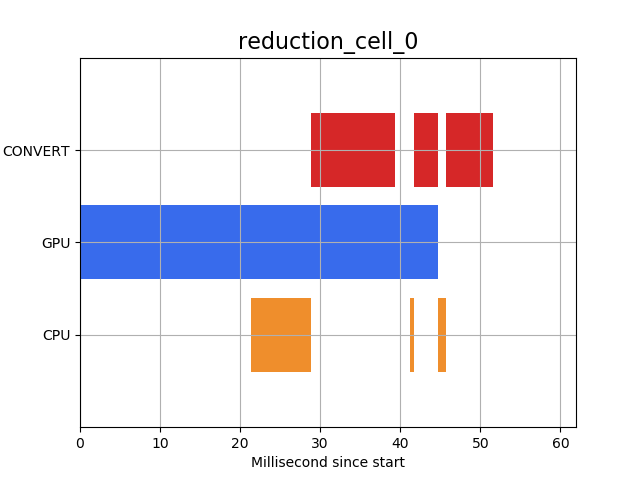 reduction_cell_0
CONVERT
GPU
CPU
0 10 20 30 40 50 60
Millisecond since start